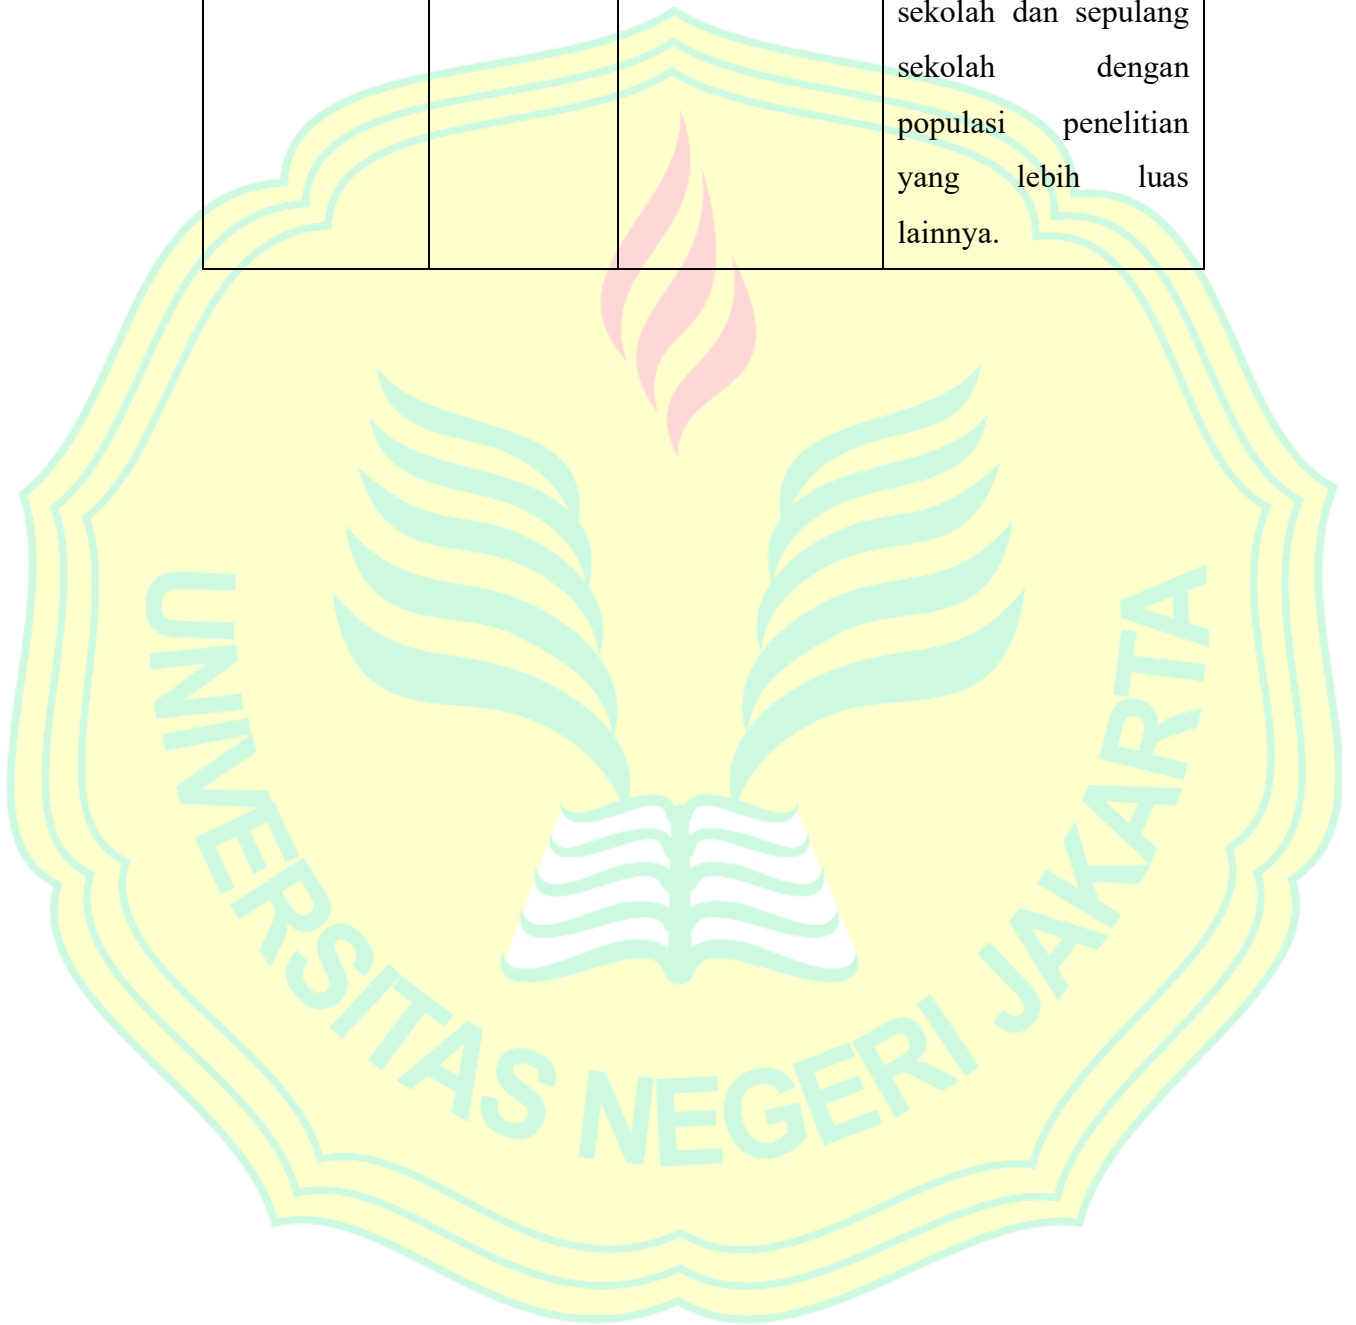 sekolah dan sepulang
sekolah dengan
populasi penelitian
yang lebih luas
lainnya.
UNIVERSITAS NEGERI JAKARTA